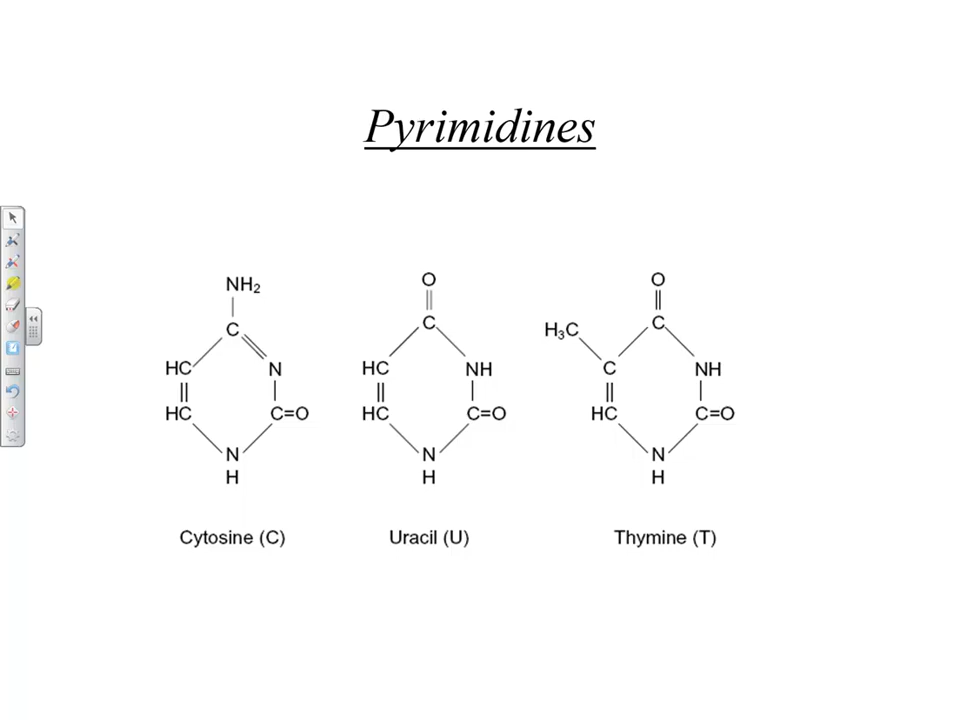 Pyrimidines
NH₂ O O
C C H₃C C
HC N HC NH C NH
HC C=O HC C=O HC C=O
N N N
H H H
Cytosine (C) Uracil (U) Thymine (T)